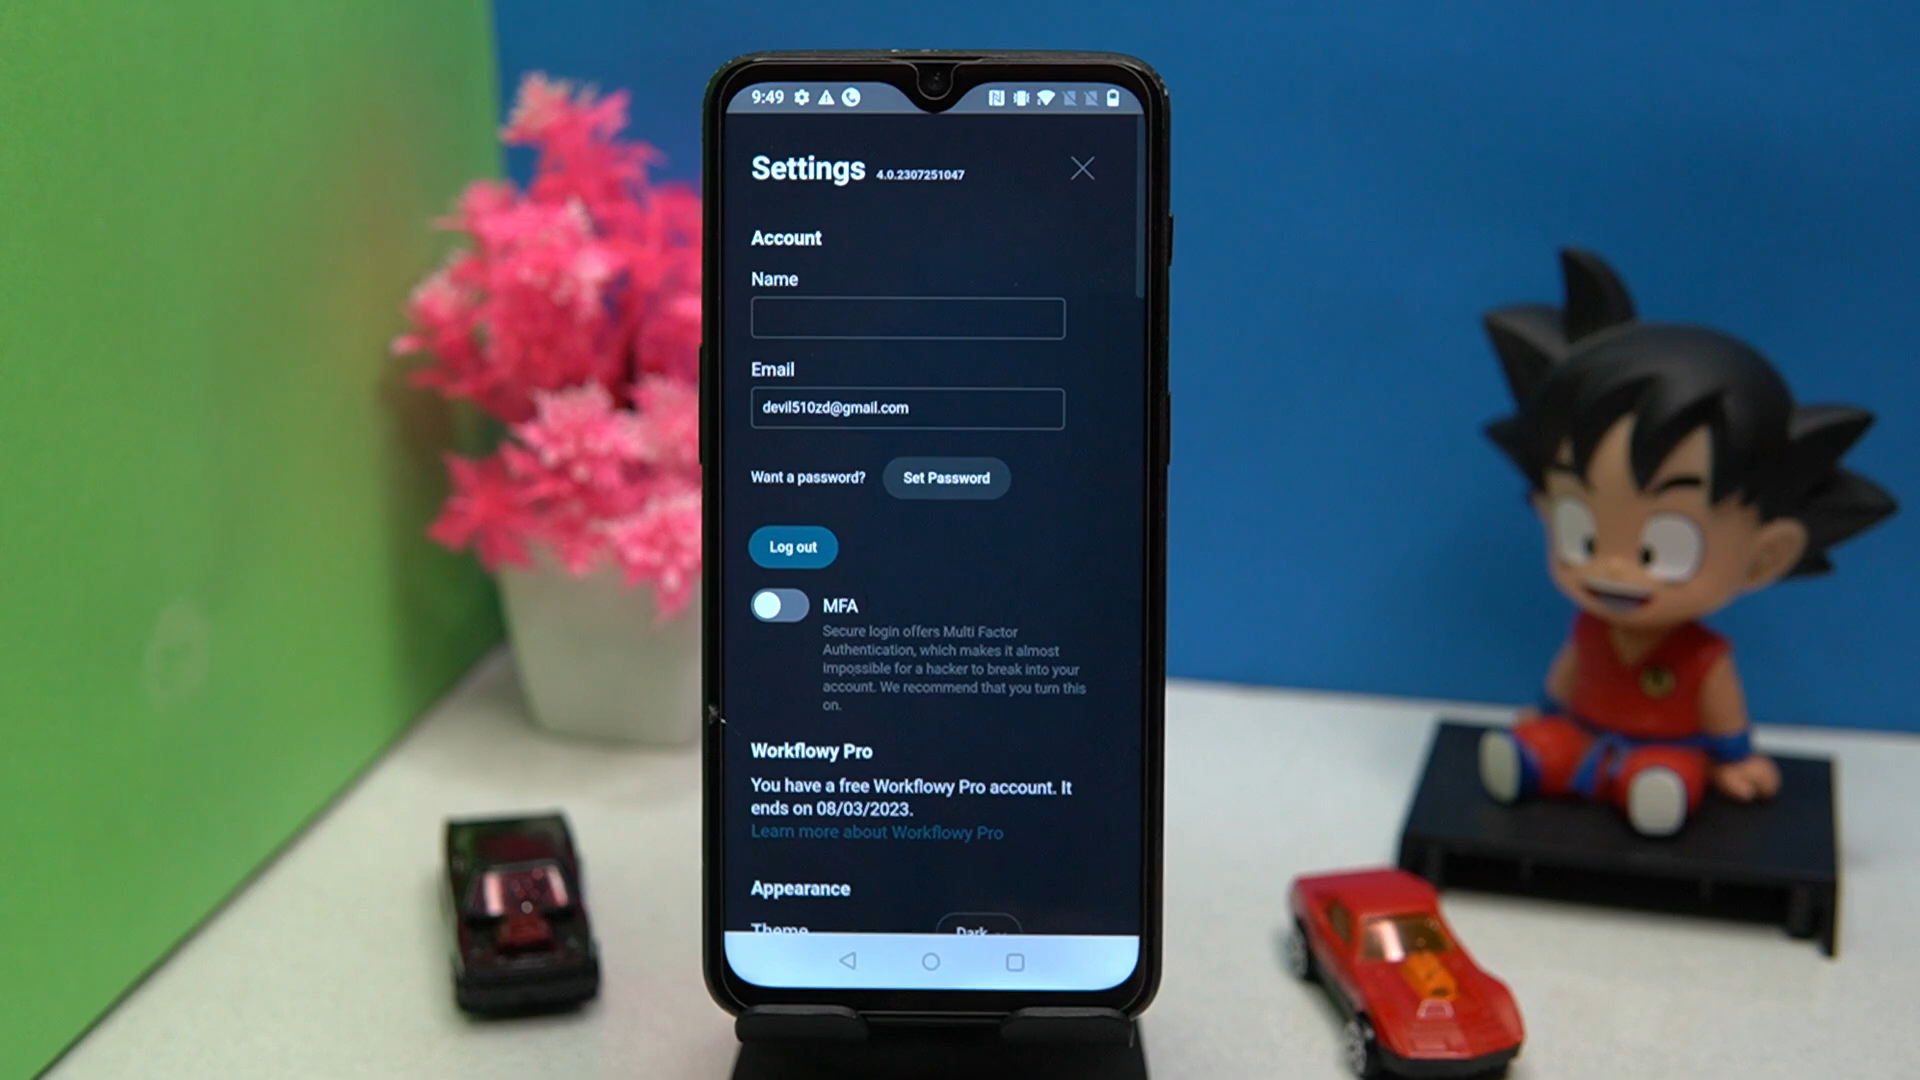 9:49
Settings 4.0.2307251047
Account
Name
Email
devil510zd@gmail.com
Want a password? Set Password
Log out
MFA
Secure login offers Multi Factor
Authentication, which makes it almost
impossible for a hacker to break into your
account. We recommend that you turn this
on.
Workflowy Pro
You have a free Workflowy Pro account. It
ends on 08/03/2023.
Learn more about Workflowy Pro
Appearance
Theme Dark